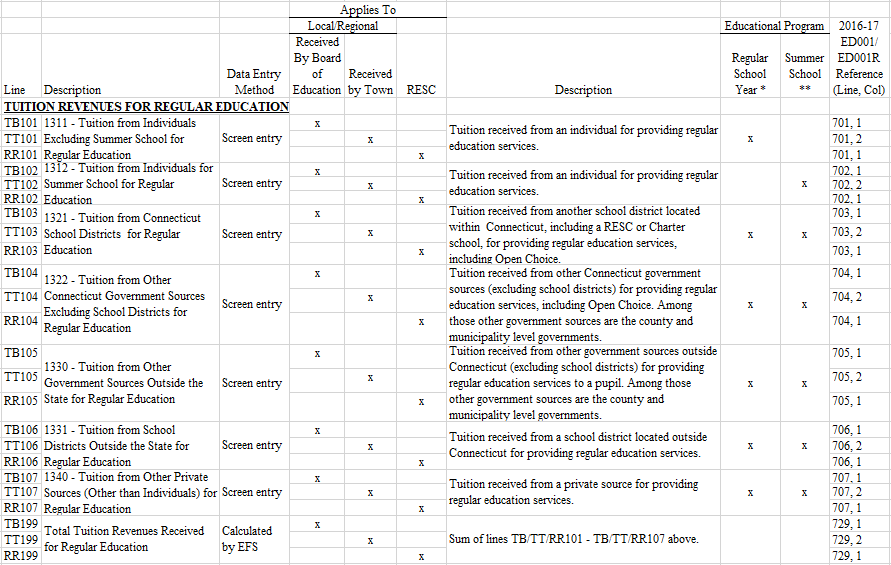 Applies To
Local/Regional Educational Program 2016-17
Received ED001/
By Board Regular Summer ED001R
Data Entry of Received School School Reference
Line Description Method Education by Town RESC Description Year * ** (Line, Col)
TUITION REVENUES FOR REGULAR EDUCATION
TB101 1311 - Tuition from Individuals x 701, 1
TT101 Excluding Summer School for Screen entry x Tuition received from an individual for providing regular x 701, 2
RR101 Regular Education x education services. 701, 1
TB102 1312 - Tuition from Individuals for x 702, 1
TT102 Summer School for Regular Screen entry x Tuition received from an individual for providing regular x 702, 2
RR102 Education x education services. 702, 1
TB103 1321 - Tuition from Connecticut x Tuition received from another school district located 703, 1
TT103 School Districts for Regular Screen entry x within Connecticut, including a RESC or Charter x x 703, 2
RR103 Education x school, for providing regular education services, 703, 1
including Open Choice.
TB104 1322 - Tuition from Other x Tuition received from other Connecticut government 704, 1
sources (excluding school districts) for providing regular
TT104 Connecticut Government Sources Screen entry x education services, including Open Choice. Among x x 704, 2
Excluding School Districts for
RR104 Regular Education x those other government sources are the county and 704, 1
municipality level governments.
TB105 x Tuition received from other government sources outside 705, 1
1330 - Tuition from Other Connecticut (excluding school districts) for providing
TT105 Government Sources Outside the Screen entry x regular education services to a pupil. Among those x x 705, 2
RR105 State for Regular Education x other government sources are the county and 705, 1
municipality level governments.
TB106 1331 - Tuition from School x 706, 1
TT106 Districts Outside the State for Screen entry x Tuition received from a school district located outside x x 706, 2
RR106 Regular Education x Connecticut for providing regular education services. 706, 1
TB107 1340 - Tuition from Other Private x 707, 1
TT107 Sources (Other than Individuals) for Screen entry x Tuition received from a private source for providing x x 707, 2
RR107 Regular Education x regular education services. 707, 1
TB199 Total Tuition Revenues Received Calculated x 729, 1
TT199 for Regular Education by EFS x Sum of lines TB/TT/RR101 - TB/TT/RR107 above. 729, 2
RR199 x 729, 1